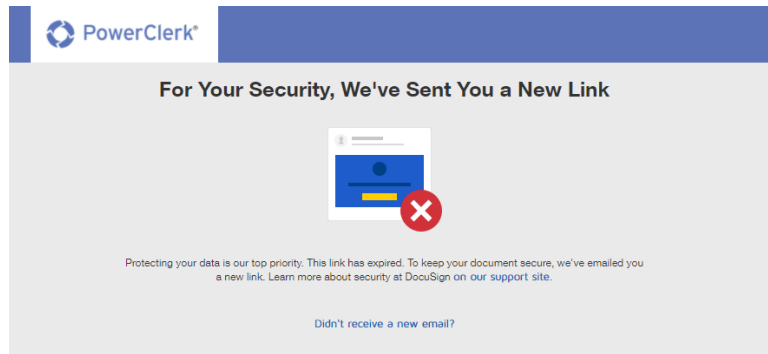 PowerClerk®
For Your Security, We've Sent You a New Link
Protecting your data is our top priority. This link has expired. To keep your document secure, we've emailed you
a new link. Learn more about security at DocuSign on our support site.
Didn't receive a new email?